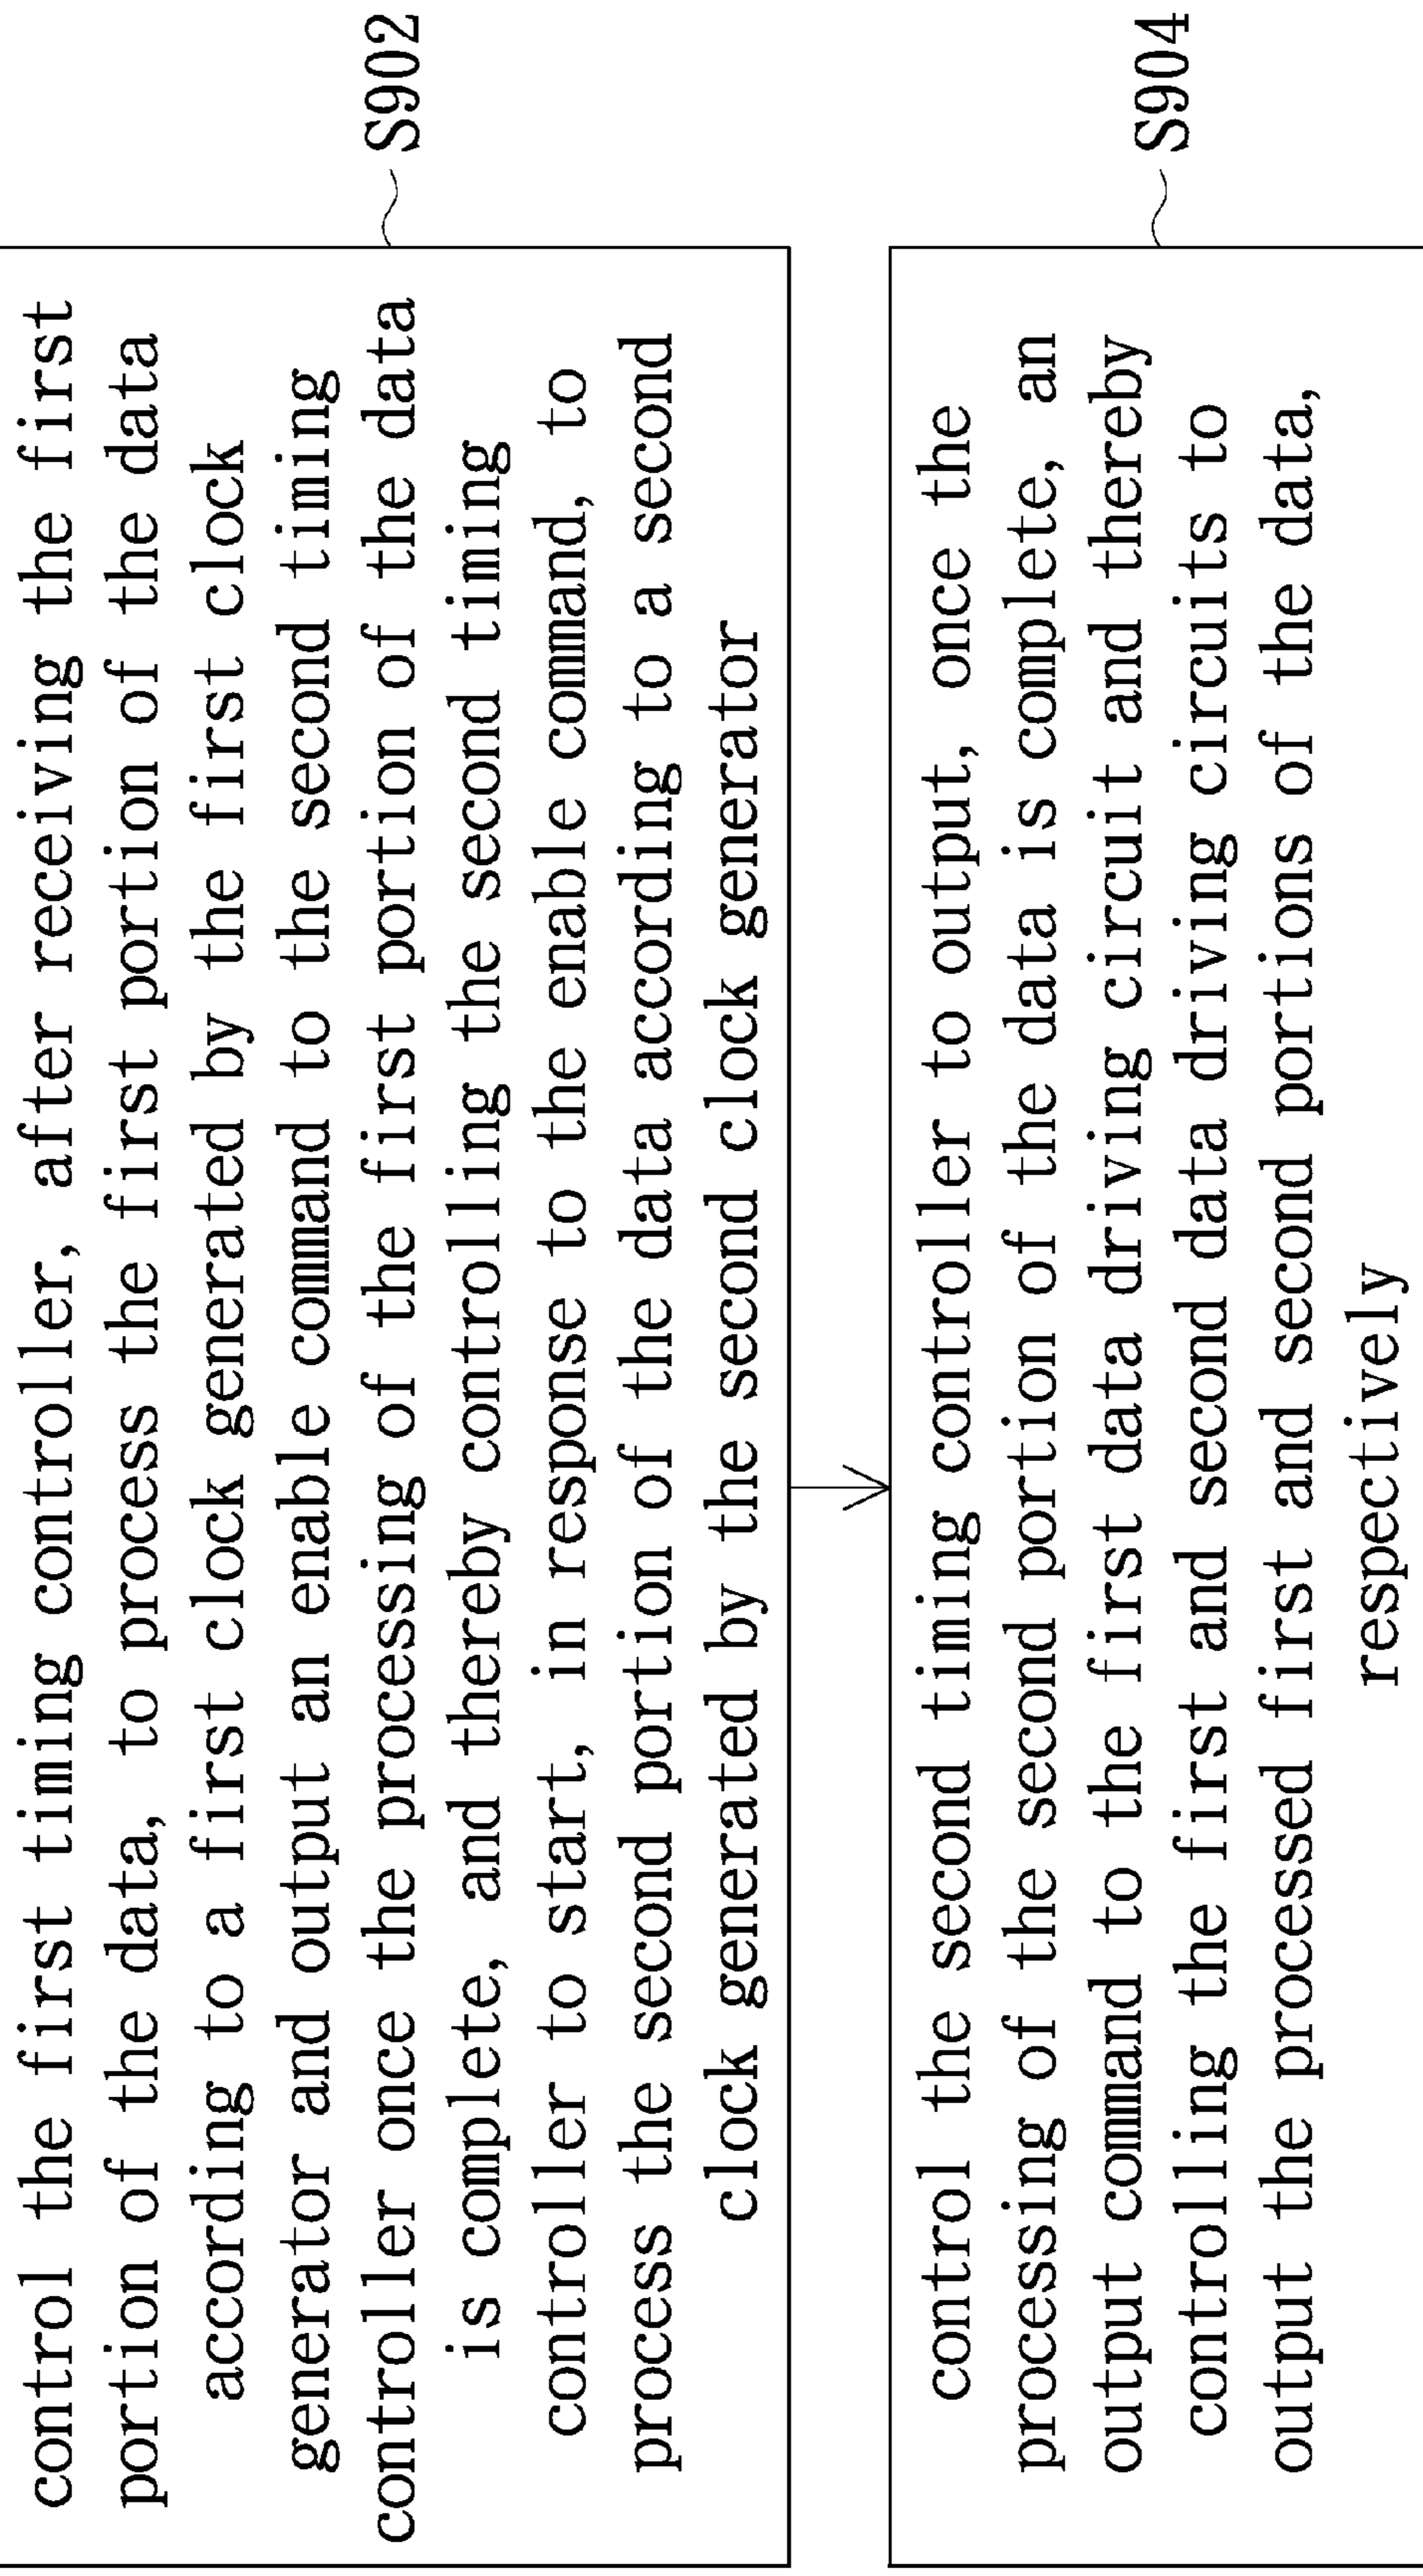 control the first timing controller, after receiving the first
portion of the data, to process the first portion of the data
according to a first clock generated by the first clock
generator and output an enable command to the second timing
controller once the processing of the first portion of the data
is complete, and thereby controlling the second timing
controller to start, in response to the enable command, to
process the second portion of the data according to a second
clock generated by the second clock generator
S902
control the second timing controller to output, once the
processing of the second portion of the data is complete, an
output command to the first data driving circuit and thereby
controlling the first and second data driving circuits to
output the processed first and second portions of the data,
respectively
S904